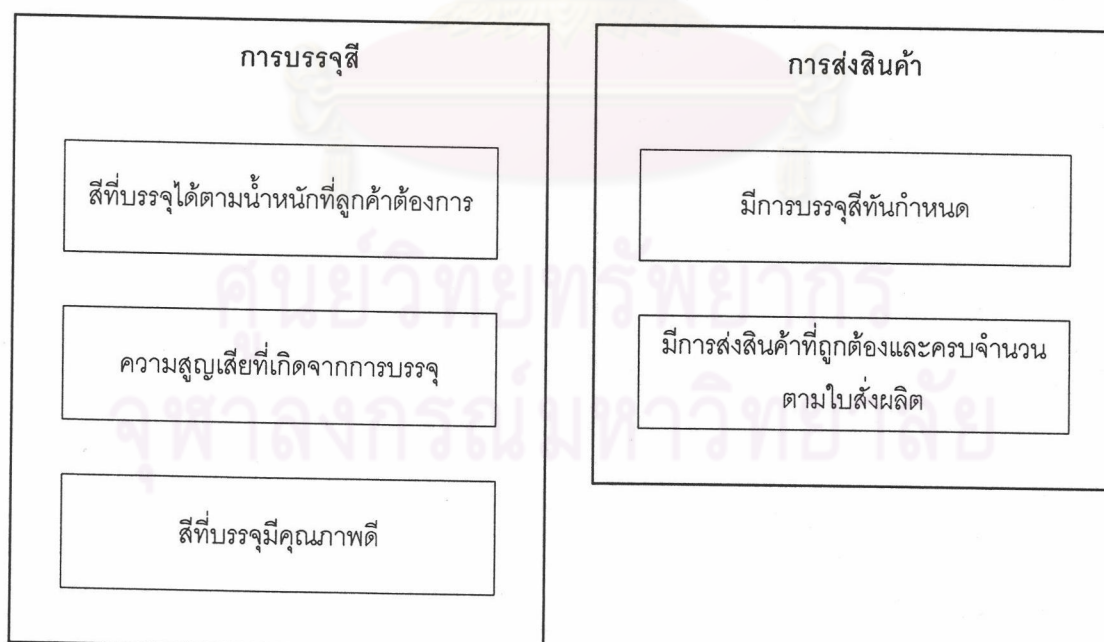 การบรรจุสี
สีที่บรรจุได้ตามน้ำหนักที่ลูกค้าต้องการ
ความสูญเสียที่เกิดจากการบรรจุ
สีที่บรรจุมีคุณภาพดี
การส่งสินค้า
มีการบรรจุสีทันกำหนด
มีการส่งสินค้าที่ถูกต้องและครบจำนวน
ตามใบสั่งผลิต
ศูนย์วิทยทรัพยากร
จุฬาลงกรณ์มหาวิทยาลัย